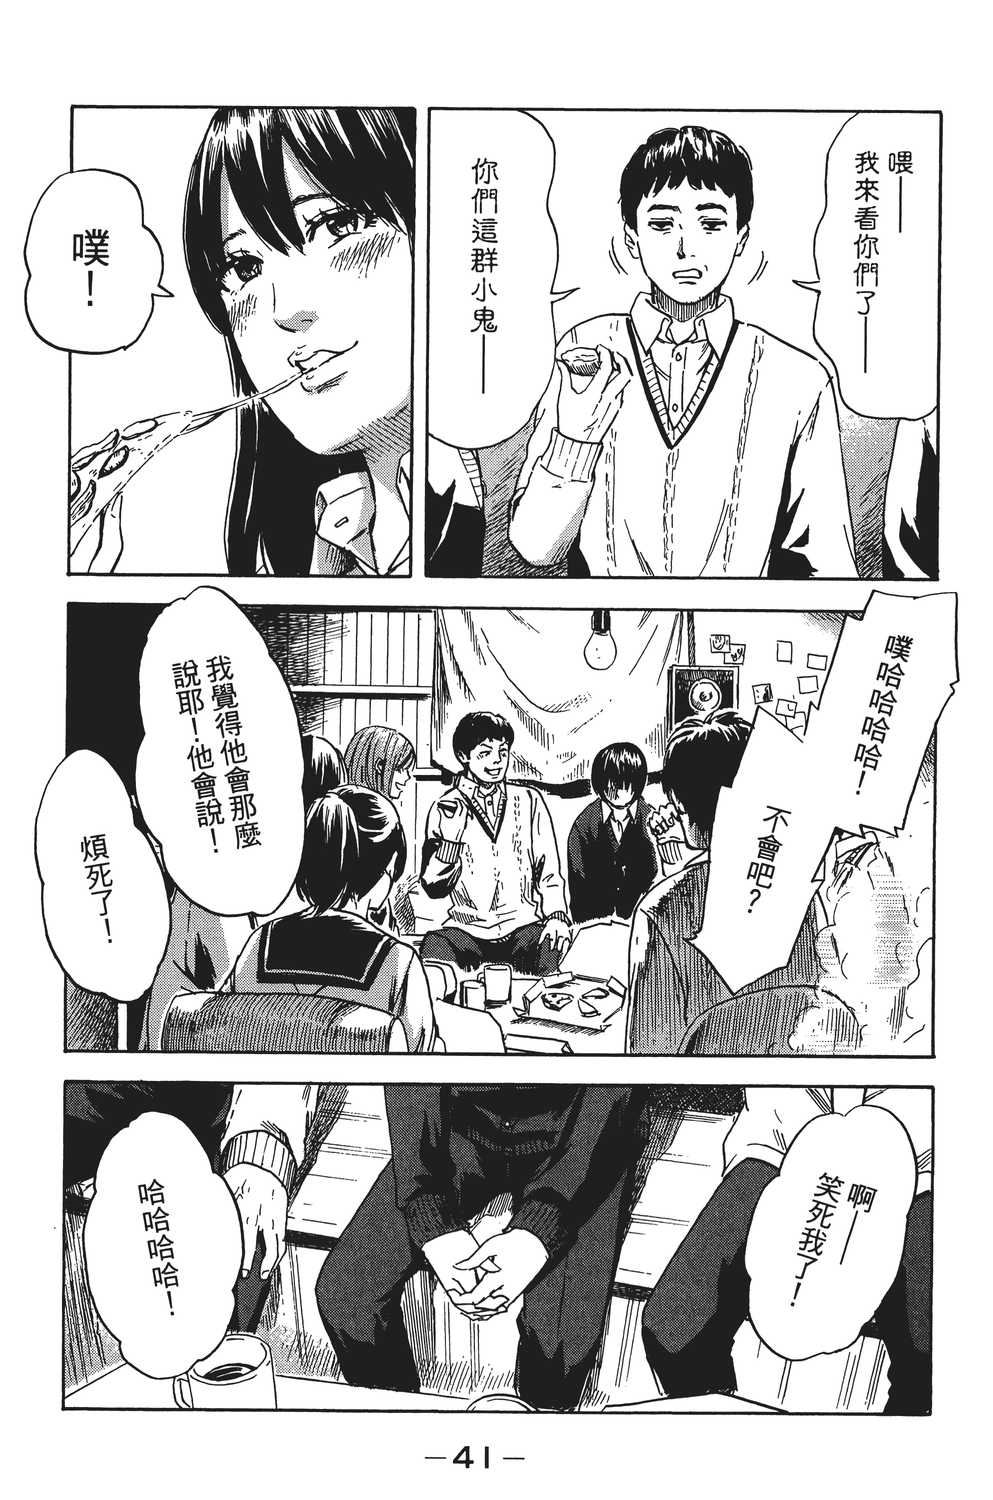 喂——
我來看你們了——
你們這群小鬼——
噗！
噗哈哈哈哈！
不會吧？
我覺得他會那麼
說耶！他會說！
煩死了！
啊——
笑死我了！
哈哈哈哈！
—41—